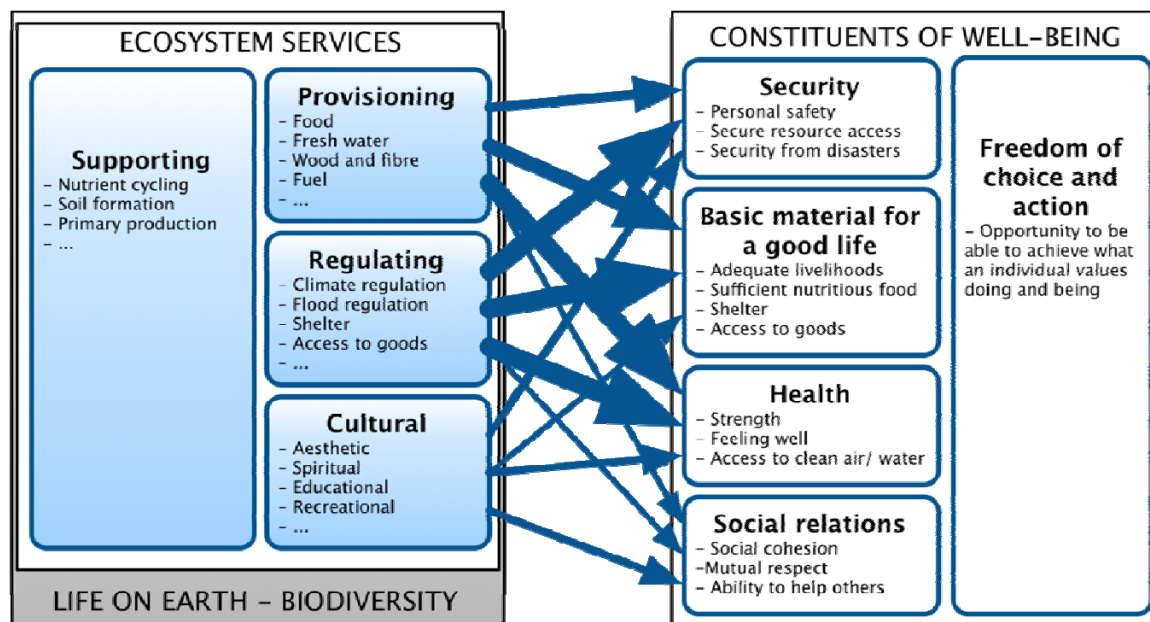 ECOSYSTEM SERVICES
Supporting
- Nutrient cycling
- Soil formation
- Primary production
- ...
Provisioning
- Food
- Fresh water
- Wood and fibre
- Fuel
- ...
Regulating
- Climate regulation
- Flood regulation
- Shelter
- Access to goods
- ...
Cultural
- Aesthetic
- Spiritual
- Educational
- Recreational
- ...
LIFE ON EARTH - BIODIVERSITY
CONSTITUENTS OF WELL-BEING
Security
- Personal safety
- Secure resource access
- Security from disasters
Basic material for
a good life
- Adequate livelihoods
- Sufficient nutritious food
- Shelter
- Access to goods
Health
- Strength
- Feeling well
- Access to clean air/ water
Social relations
- Social cohesion
-Mutual respect
- Ability to help others
Freedom of
choice and
action
- Opportunity to be
able to achieve what
an individual values
doing and being